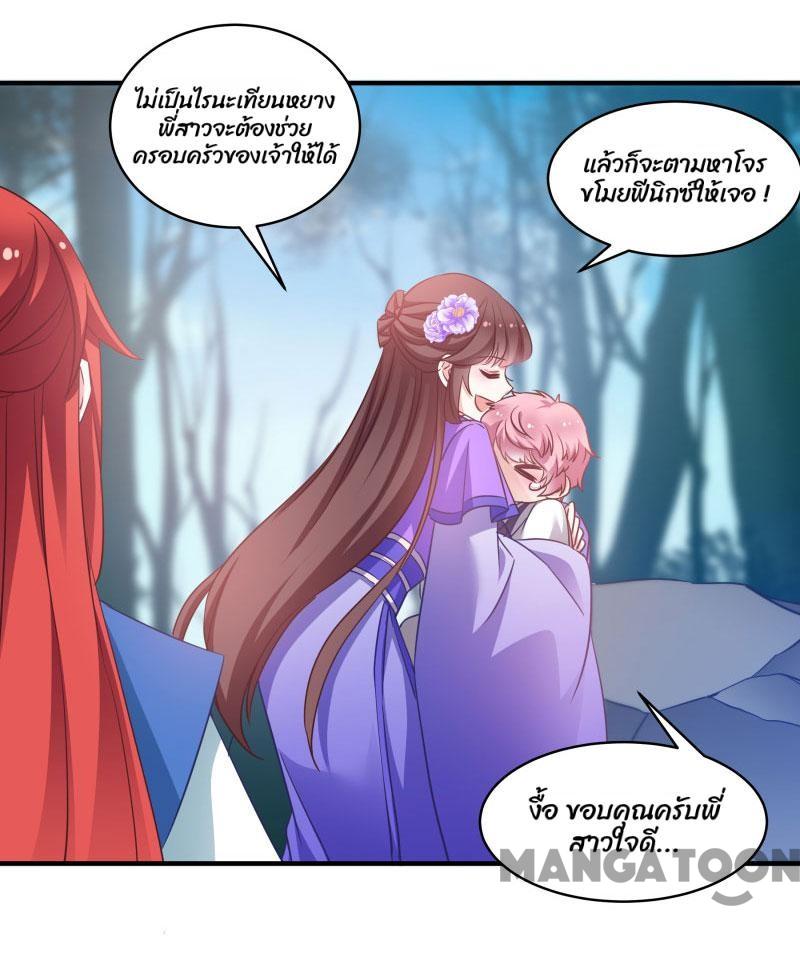 ไม่เป็นไรนะเทียนหยาง
พี่สาวจะต้องช่วย
ครอบครัวของเจ้าให้ได้
แล้วก็จะตามหาโจร
ขโมยฟีนิกซ์ให้เจอ !
งื้อ ขอบคุณครับพี่
สาวใจดี...
MANGATOON